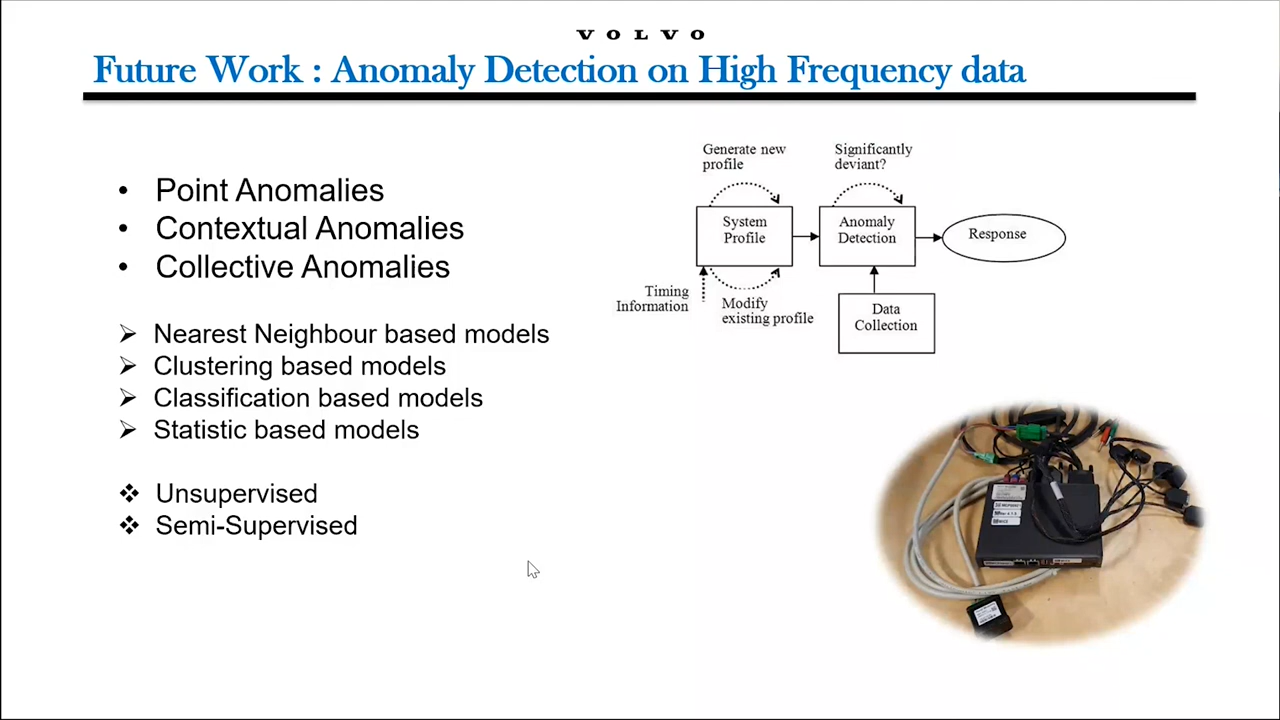 VOLVO
Future Work : Anomaly Detection on High Frequency data
• Point Anomalies
• Contextual Anomalies
• Collective Anomalies
➢ Nearest Neighbour based models
➢ Clustering based models
➢ Classification based models
➢ Statistic based models
❖ Unsupervised
❖ Semi-Supervised
Generate new
profile
Significantly
deviant?
System
Profile
Anomaly
Detection
Response
Timing
Information
Modify
existing profile
Data
Collection